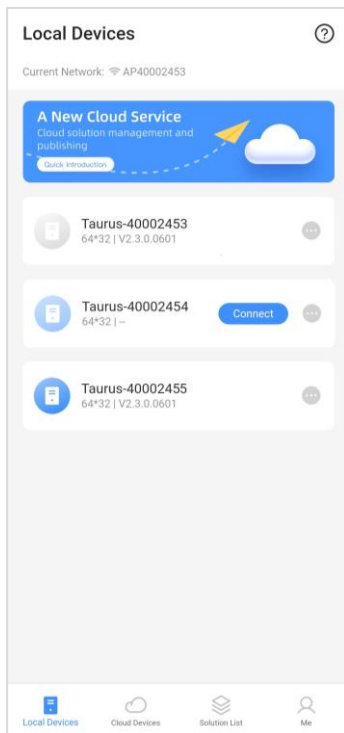 Local Devices
Current Network: AP40002453
A New Cloud Service
Cloud solution management and
publishing
Quick Introduction
Taurus-40002453
64*32 | V2.3.0.0601
Taurus-40002454
64*32 | --
Connect
Taurus-40002455
64*32 | V2.3.0.0601
Local Devices
Cloud Devices
Solution List
Me